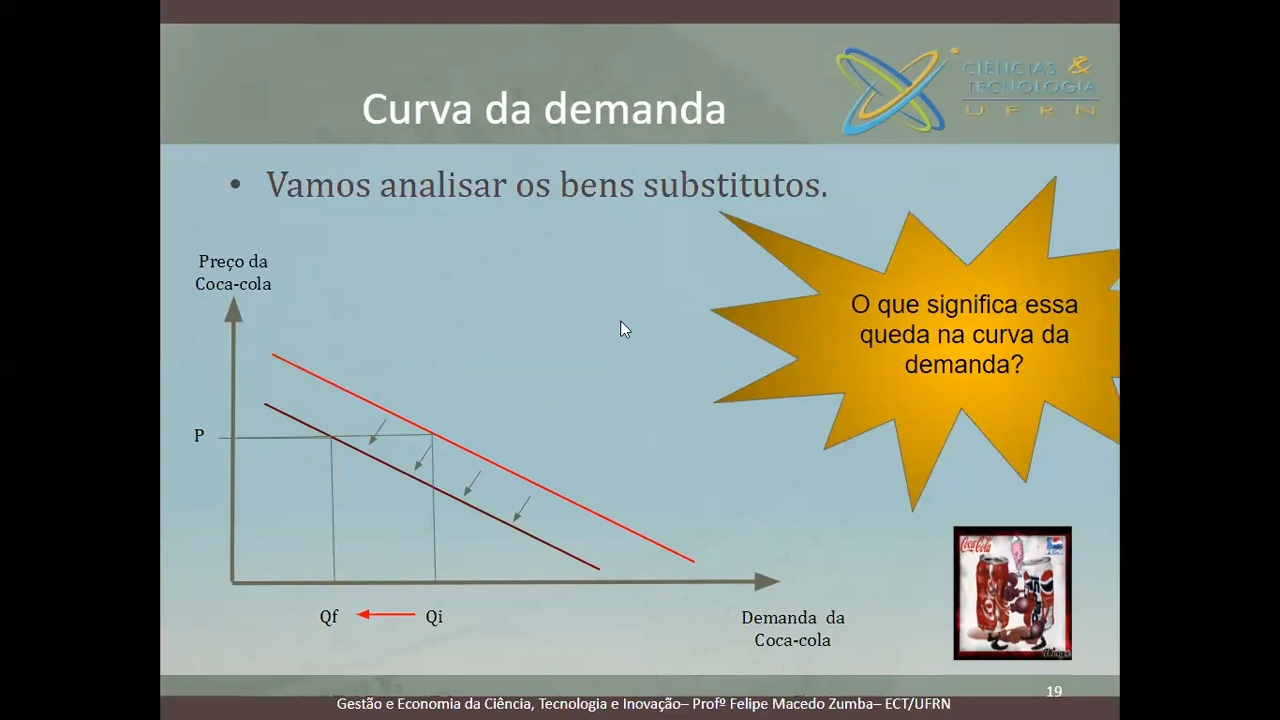 Curva da demanda
CIÊNCIAS &
TECNOLOGIA
UFRN
• Vamos analisar os bens substitutos.
Preço da
Coca-cola
O que significa essa
queda na curva da
demanda?
P
Qf
Qi
Demanda da
Coca-cola
Coca-Cola
19
Gestão e Economia da Ciência, Tecnologia e Inovação– Profº Felipe Macedo Zumba– ECT/UFRN